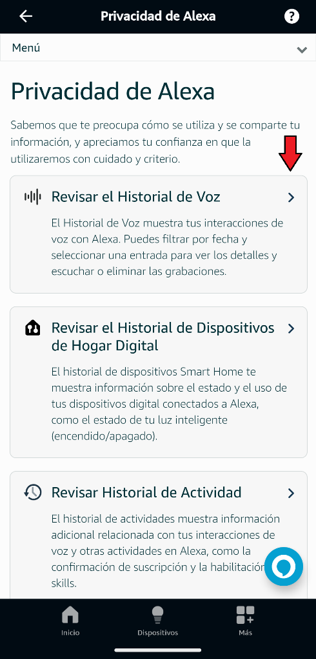 Privacidad de Alexa
?
Menú
Privacidad de Alexa
Sabemos que te preocupa cómo se utiliza y se comparte tu
información, y apreciamos tu confianza en que la
utilizaremos con cuidado y criterio.
Revisar el Historial de Voz
El Historial de Voz muestra tus interacciones de
voz con Alexa. Puedes filtrar por fecha y
seleccionar una entrada para ver los detalles y
escuchar o eliminar las grabaciones.
Revisar el Historial de Dispositivos
de Hogar Digital
El historial de dispositivos Smart Home te
muestra información sobre el estado y el uso de
tus dispositivos digital conectados a Alexa,
como el estado de tu luz inteligente
(encendido/apagado).
Revisar Historial de Actividad
El historial de actividades muestra información
adicional relacionada con tus interacciones de
voz y otras actividades en Alexa, como la
confirmación de suscripción y la habilitación
skills.
Inicio Dispositivos Más